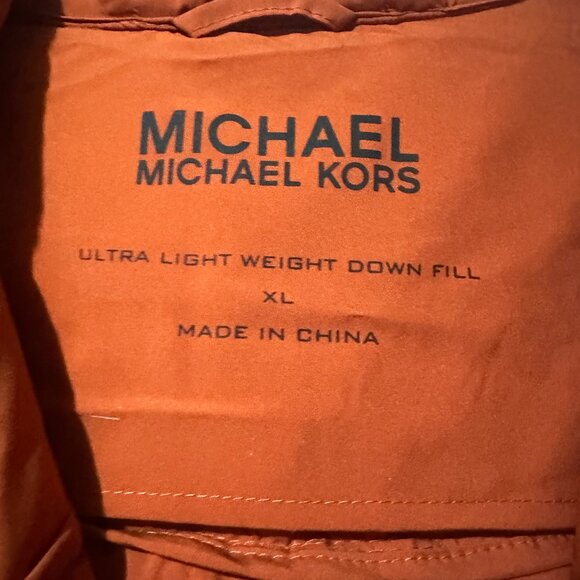 MICHAEL
MICHAEL KORS
ULTRA LIGHT WEIGHT DOWN FILL
XL
MADE IN CHINA